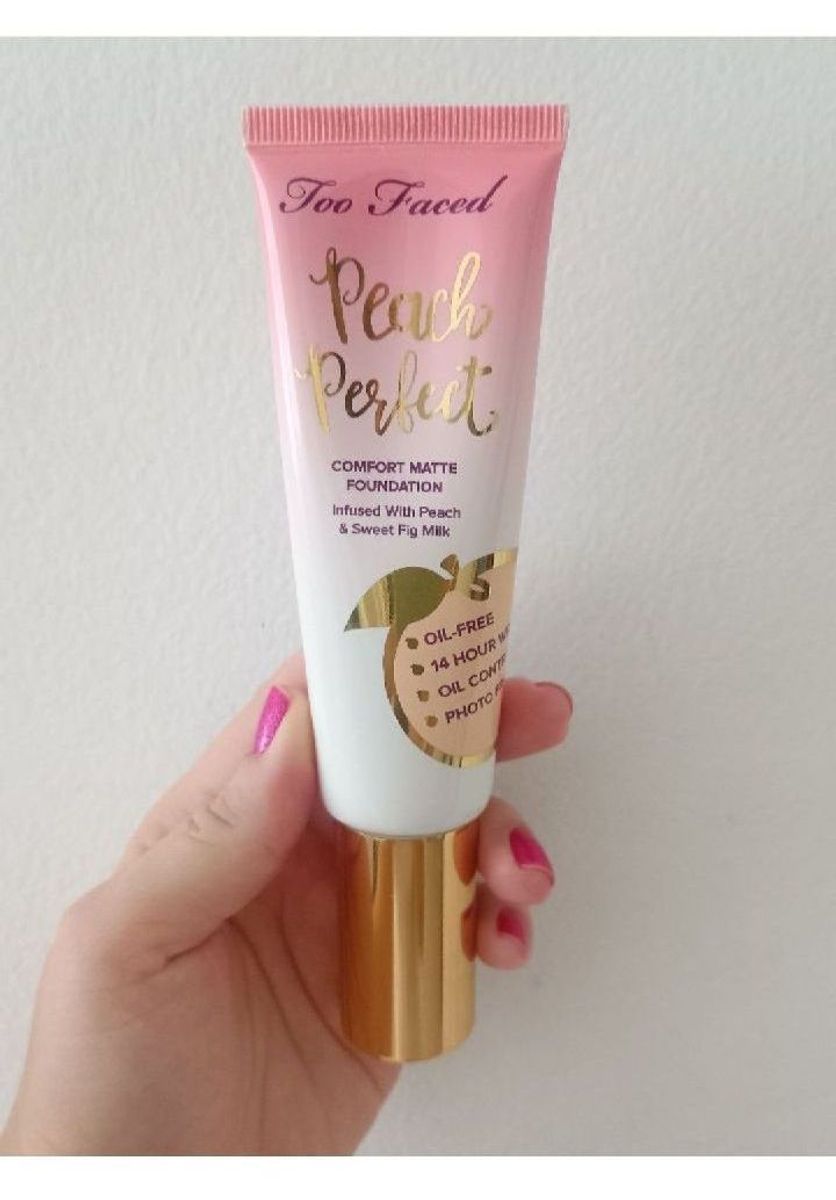 Too Faced
Peach
Perfect
COMFORT MATTE
FOUNDATION
Infused With Peach
& Sweet Fig Milk
OIL-FREE
14 HOUR
OIL
PHOTO